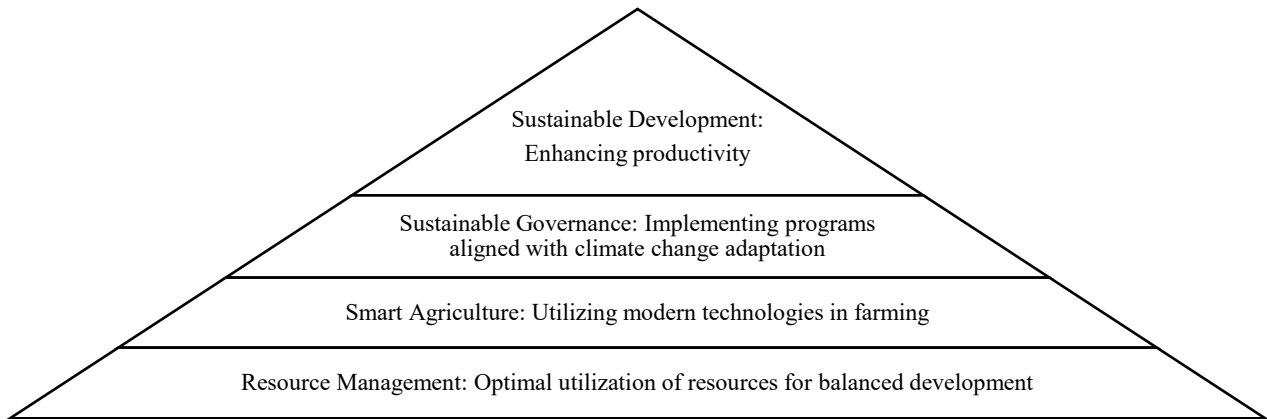 Sustainable Development:
Enhancing productivity
Sustainable Governance: Implementing programs
aligned with climate change adaptation
Smart Agriculture: Utilizing modern technologies in farming
Resource Management: Optimal utilization of resources for balanced development